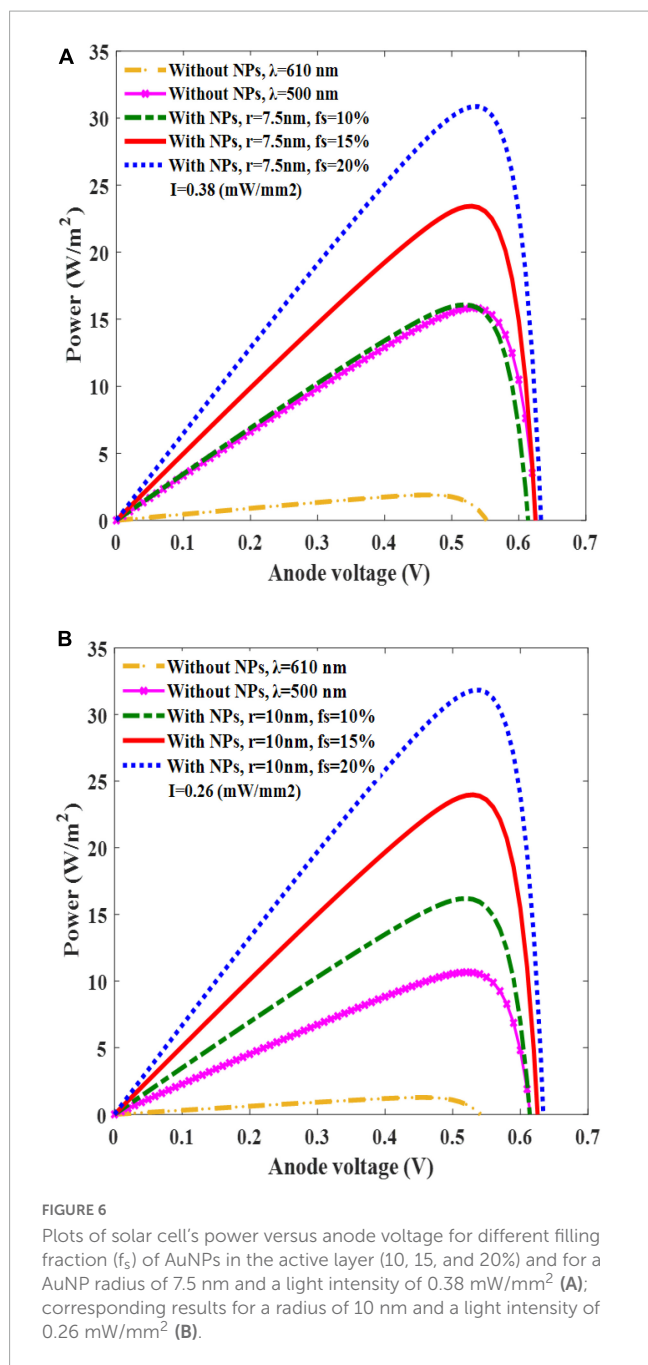 A
35
30
25
20
15
10
5
0
Power (W/m²)
Without NPs, λ=610 nm
Without NPs, λ=500 nm
With NPs, r=7.5nm, fs=10%
With NPs, r=7.5nm, fs=15%
With NPs, r=7.5nm, fs=20%
I=0.38 (mW/mm2)
0 0.1 0.2 0.3 0.4 0.5 0.6 0.7
Anode voltage (V)
B
35
30
25
20
15
10
5
0
Power (W/m²)
Without NPs, λ=610 nm
Without NPs, λ=500 nm
With NPs, r=10nm, fs=10%
With NPs, r=10nm, fs=15%
With NPs, r=10nm, fs=20%
I=0.26 (mW/mm2)
0 0.1 0.2 0.3 0.4 0.5 0.6 0.7
Anode voltage (V)
FIGURE 6
Plots of solar cell's power versus anode voltage for different filling
fraction (fₛ) of AuNPs in the active layer (10, 15, and 20%) and for a
AuNP radius of 7.5 nm and a light intensity of 0.38 mW/mm² (A);
corresponding results for a radius of 10 nm and a light intensity of
0.26 mW/mm² (B).